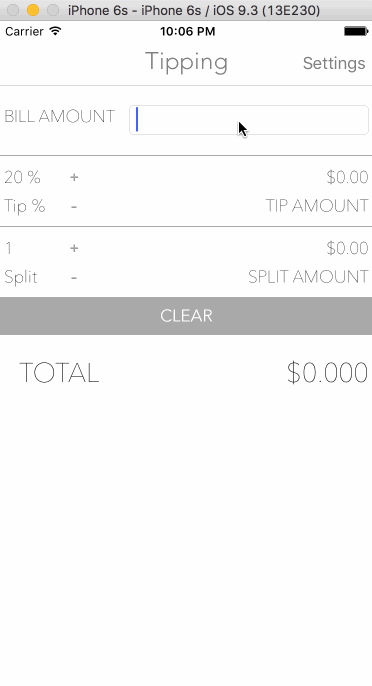 iPhone 6s - iPhone 6s / iOS 9.3 (13E230)
Carrier 10:06 PM
Tipping Settings
BILL AMOUNT
20 % + $0.00
Tip % - TIP AMOUNT
1 + $0.00
Split - SPLIT AMOUNT
CLEAR
TOTAL $0.000